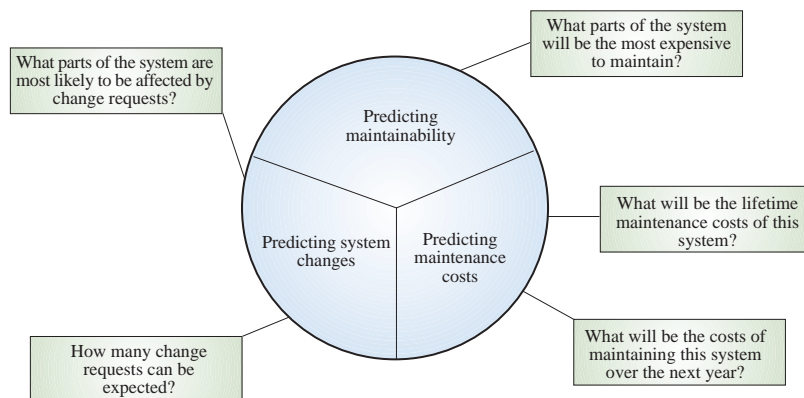 What parts of the system
will be the most expensive
to maintain?
What parts of the system are
most likely to be affected by
change requests?
Predicting
maintainability
What will be the lifetime
maintenance costs of this
system?
Predicting system
changes
Predicting
maintenance
costs
How many change
requests can be
expected?
What will be the costs of
maintaining this system
over the next year?